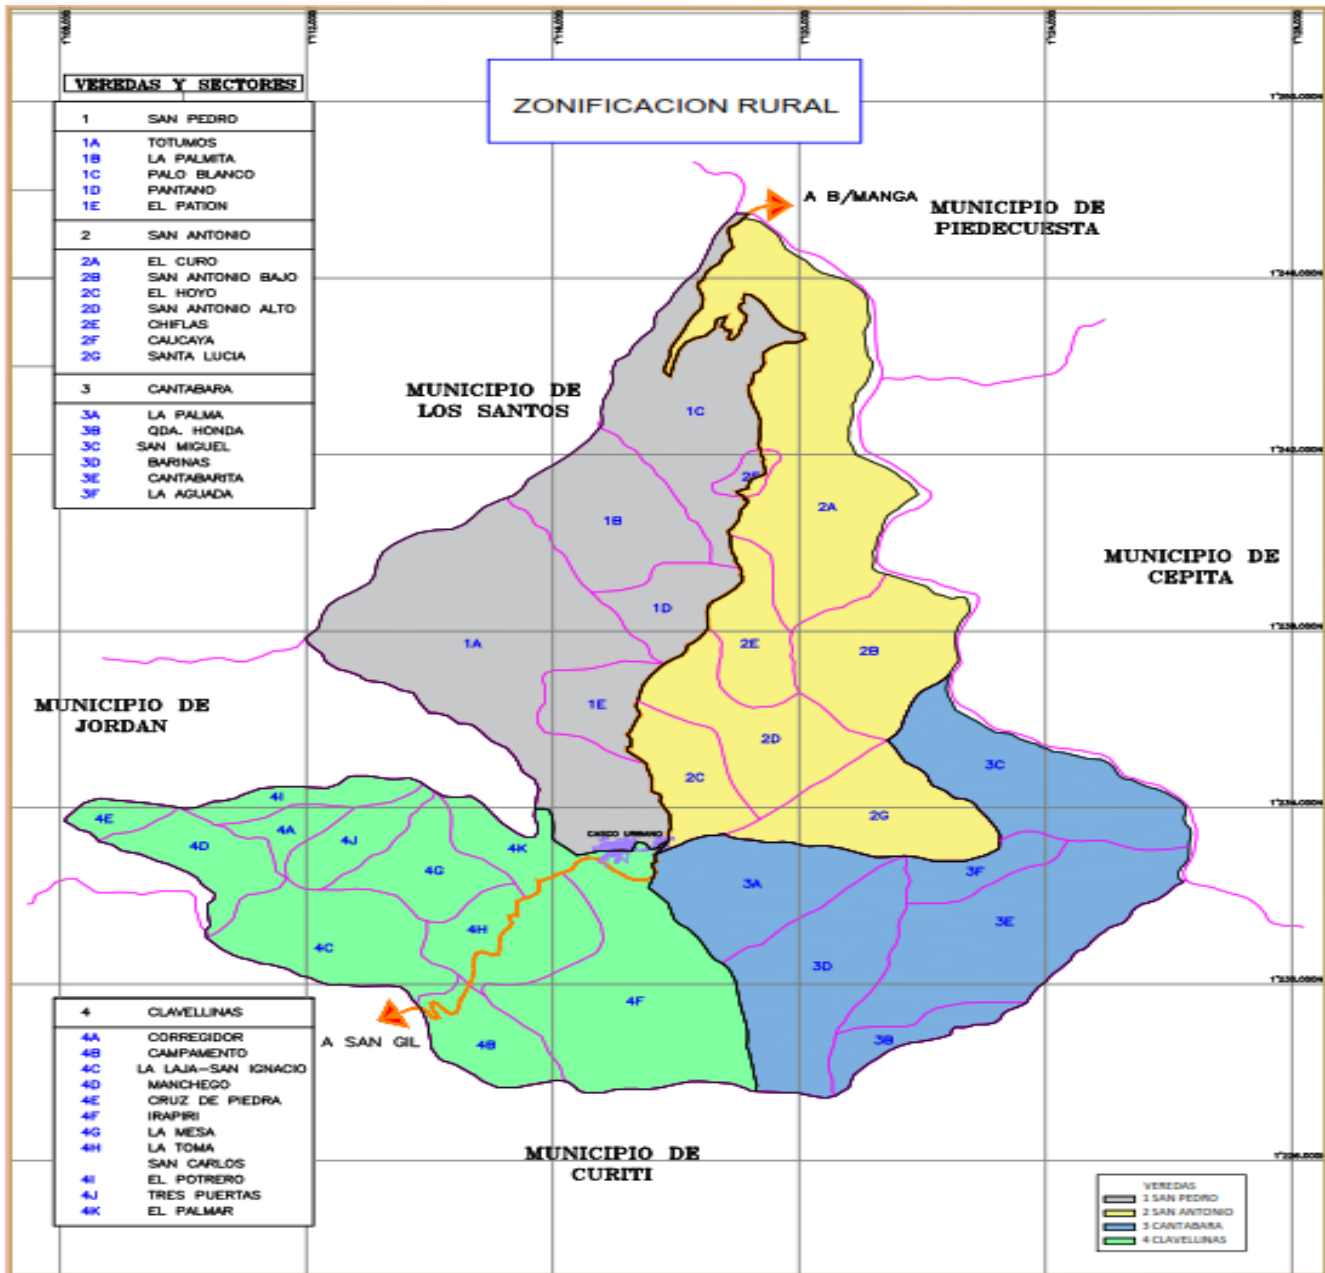 VEREDAS Y SECTORES
1 SAN PEDRO
1A TOTUMOS
1B LA PALMITA
1C PALO BLANCO
1D PANTANO
1E EL PATION
2 SAN ANTONIO
2A EL CURO
2B SAN ANTONIO BAJO
2C EL HOYO
2D SAN ANTONIO ALTO
2E CHIFLAS
2F CAUCAYA
2G SANTA LUCIA
3 CANTABARA
3A LA PALMA
3B QDA. HONDA
3C SAN MIGUEL
3D BARINAS
3E CANTABARITA
3F LA AGUADA
ZONIFICACION RURAL
A B/MANGA
MUNICIPIO DE
PIEDECUESTA
MUNICIPIO DE
LOS SANTOS
1C
2F
2A
1B
MUNICIPIO DE
CEPITA
1D
1A
2E
2B
MUNICIPIO DE
JORDAN
1E
2D
3C
2C
4I
2G
4E
4A
4D
4J
4K
CASCO URBANO
4G
3A
3F
4H
3E
4C
3D
4F
A SAN GIL
4B
3B
4 CLAVELLINAS
4A CORREGIDOR
4B CAMPAMENTO
4C LA LAJA-SAN IGNACIO
4D MANCHEGO
4E CRUZ DE PIEDRA
4F IRAPIRI
4G LA MESA
4H LA TOMA
SAN CARLOS
4I EL POTRERO
4J TRES PUERTAS
4K EL PALMAR
MUNICIPIO DE
CURITI
VEREDAS
1 SAN PEDRO
2 SAN ANTONIO
3 CANTABARA
4 CLAVELLINAS